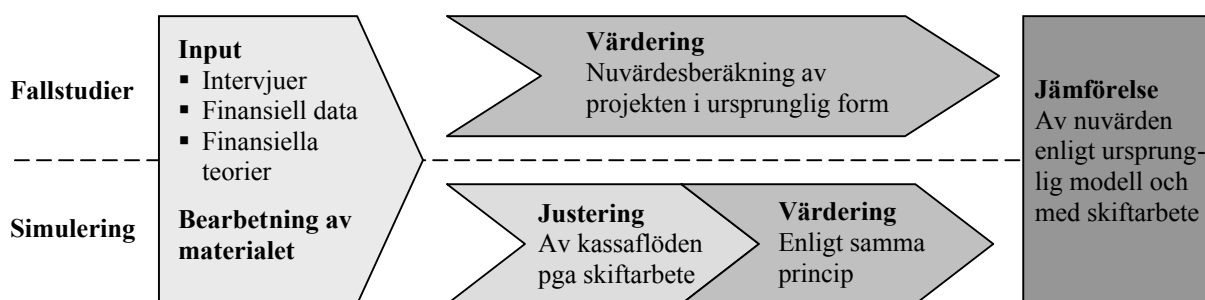 Fallstudier
Simulering
Input
▪ Intervjuer
▪ Finansiell data
▪ Finansiella
teorier
Bearbetning av
materialet
Värdering
Nuvärdesberäkning av
projekten i ursprunglig form
Justering
Av kassaflöden
pga skiftarbete
Värdering
Enligt samma
princip
Jämförelse
Av nuvärden
enligt ursprung-
lig modell och
med skiftarbete